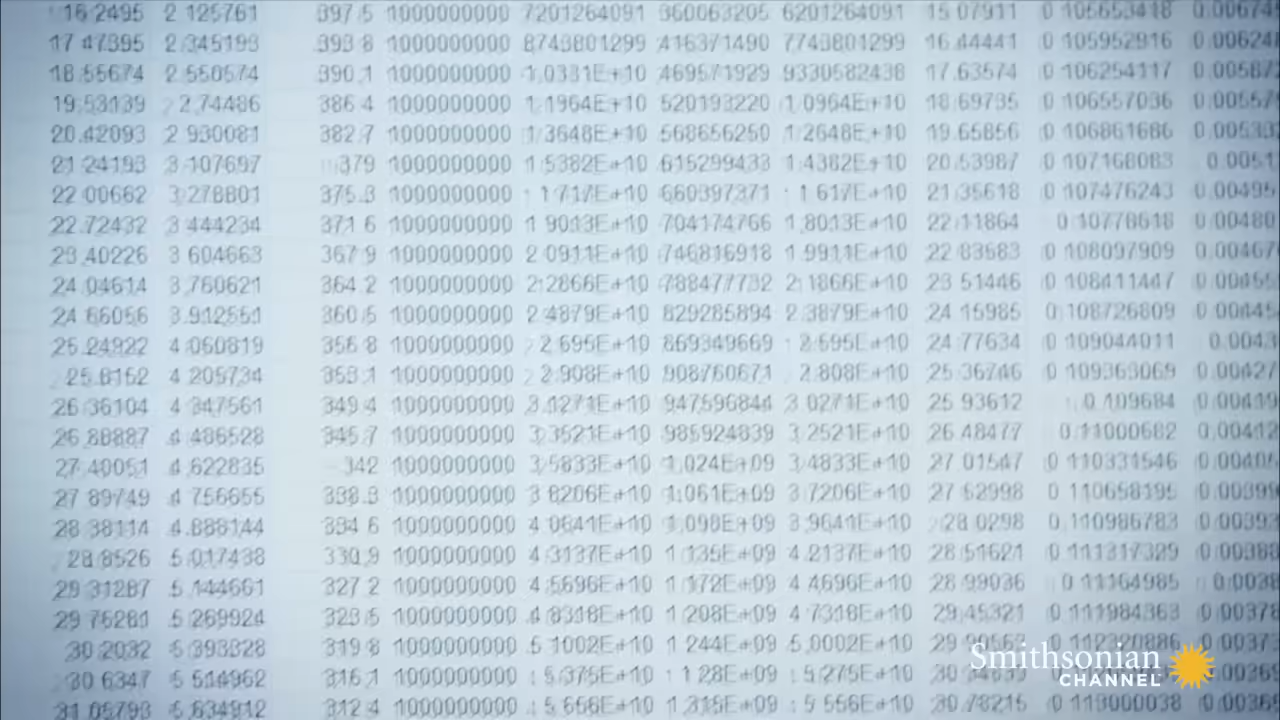 16.2495 2.125761 397.5 1000000000 7201264091 360063205 6201264091 15.07911 0.105653418
17.47395 2.345193 393.8 1000000000 8743801299 416371490 7743801299 16.44441 0.105952916
18.55674 2.550574 390.1 1000000000 1.0331E+10 469571929 9330582438 17.63574 0.106254117
19.53139 2.74486 386.4 1000000000 1.1964E+10 520193220 1.0964E+10 18.69735 0.106557036
20.42093 2.930081 382.7 1000000000 1.3648E+10 568656250 1.2648E+10 19.65856 0.106861686
21.24193 3.107697 379 1000000000 1.5382E+10 615299433 1.4382E+10 20.53987 0.107168083
22.00662 3.278801 375.3 1000000000 1.717E+10 660397371 1.617E+10 21.35618 0.107476243
22.72432 3.444234 371.6 1000000000 1.9013E+10 704174766 1.8013E+10 22.11864 0.10778618
23.40226 3.604663 367.9 1000000000 2.0911E+10 746816918 1.9911E+10 22.83683 0.108097909
24.04614 3.760621 364.2 1000000000 2.2866E+10 788477732 2.1866E+10 23.51446 0.108411447
24.66056 3.912551 360.5 1000000000 2.4879E+10 829285894 2.3879E+10 24.15985 0.108726809
25.24922 4.060819 356.8 1000000000 2.695E+10 869349669 2.595E+10 24.77634 0.109044011
25.8152 4.205734 353.1 1000000000 2.908E+10 908760671 2.808E+10 25.36746 0.109363069
26.36104 4.347561 349.4 1000000000 3.1271E+10 947596844 3.0271E+10 25.93612 0.109684
26.88887 4.486528 345.7 1000000000 3.3521E+10 985924839 3.2521E+10 26.48477 0.11000682
27.40051 4.622835 342 1000000000 3.5833E+10 1.024E+09 3.4833E+10 27.01547 0.110331546
27.89749 4.756655 338.3 1000000000 3.8206E+10 1.061E+09 3.7206E+10 27.52998 0.110658195
28.38114 4.888144 334.6 1000000000 4.0641E+10 1.098E+09 3.9641E+10 28.0298 0.110986783
28.8526 5.017438 330.9 1000000000 4.3137E+10 1.135E+09 4.2137E+10 28.51621 0.111317329
29.31287 5.144661 327.2 1000000000 4.5696E+10 1.172E+09 4.4696E+10 28.99036 0.11164985
29.76281 5.269924 323.5 1000000000 4.8318E+10 1.208E+09 4.7318E+10 29.45321 0.111984363
30.2032 5.393328 319.8 1000000000 5.1002E+10 1.244E+09 5.0002E+10
30.6347 5.514962 316.1 1000000000 5.375E+10 1.28E+09 5.275E+10
31.05793 5.634912 312.4 1000000000 5.656E+10 1.315E+09 5.556E+10 30.78215
Smithsonian
CHANNEL